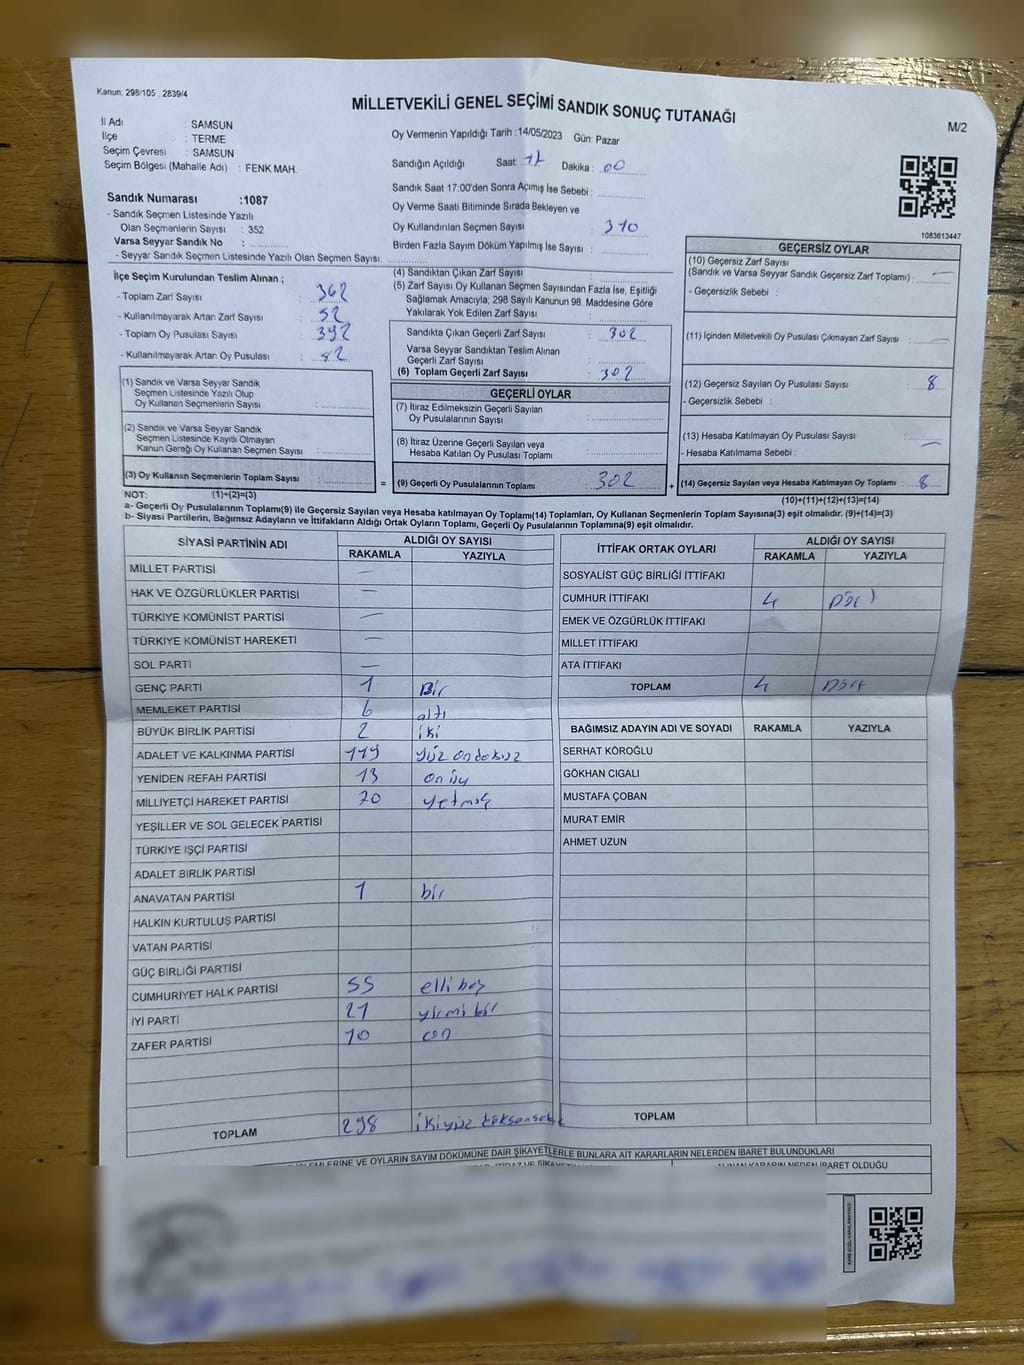 Kanun: 298/105 , 2839/4
MİLLETVEKİLİ GENEL SEÇİMİ SANDIK SONUÇ TUTANAĞI
M/2
İl Adı : SAMSUN
İlçe : TERME
Seçim Çevresi : SAMSUN
Seçim Bölgesi (Mahalle Adı) : FENK MAH.
Oy Vermenin Yapıldığı Tarih :14/05/2023 Gün: Pazar
Sandığın Açıldığı Saat: 17 Dakika : 00
Sandık Saat 17:00'den Sonra Açımış İse Sebebi :
Sandık Numarası :1087
- Sandık Seçmen Listesinde Yazılı
Olan Seçmenlerin Sayısı : 352
Varsa Seyyar Sandık No :
- Seyyar Sandık Seçmen Listesinde Yazılı Olan Seçmen Sayısı:
Oy Verme Saati Bitiminde Sırada Bekleyen ve
Oy Kullandırılan Seçmen Sayısı : 310
Birden Fazla Sayım Döküm Yapılmış İse Sayısı :
1083613447
İlçe Seçim Kurulundan Teslim Alınan ;
- Toplam Zarf Sayısı : 362
- Kullanılmayarak Artan Zarf Sayısı : 52
- Toplam Oy Pusulası Sayısı : 392
- Kullanılmayarak Artan Oy Pusulası : 82
(1) Sandık ve Varsa Seyyar Sandık
Seçmen Listesinde Yazılı Olup
Oy Kullanan Seçmenlerin Sayısı :
(2) Sandık ve Varsa Seyyar Sandık
Seçmen Listesinde Kayıtlı Olmayan
Kanun Gereği Oy Kullanan Seçmen Sayısı :
(3) Oy Kullanan Seçmenlerin Toplam Sayısı :
(1)+(2)=(3)
(4) Sandıktan Çıkan Zarf Sayısı :
(5) Zarf Sayısı Oy Kullanan Seçmen Sayısından Fazla İse, Eşitliği
Sağlamak Amacıyla; 298 Sayılı Kanunun 98. Maddesine Göre
Yakılarak Yok Edilen Zarf Sayısı :
Sandıkta Çıkan Geçerli Zarf Sayısı : 302
Varsa Seyyar Sandıktan Teslim Alınan
Geçerli Zarf Sayısı :
(6) Toplam Geçerli Zarf Sayısı : 302
GEÇERLİ OYLAR
(7) İtiraz Edilmeksizin Geçerli Sayılan
Oy Pusulalarının Sayısı :
(8) İtiraz Üzerine Geçerli Sayılan veya
Hesaba Katılan Oy Pusulası Toplamı :
= (9) Geçerli Oy Pusulalarının Toplamı : 302 +
GEÇERSİZ OYLAR
(10) Geçersiz Zarf Sayısı
(Sandık ve Varsa Seyyar Sandık Geçersiz Zarf Toplamı) : —
- Geçersizlik Sebebi :
(11) İçinden Milletvekili Oy Pusulası Çıkmayan Zarf Sayısı : —
(12) Geçersiz Sayılan Oy Pusulası Sayısı : 8
- Geçersizlik Sebebi :
(13) Hesaba Katılmayan Oy Pusulası Sayısı : —
- Hesaba Katılmama Sebebi :
(14) Geçersiz Sayılan veya Hesaba Katılmayan Oy Toplamı : 8
(10)+(11)+(12)+(13)=(14)
NOT:
a- Geçerli Oy Pusulalarının Toplamı(9) ile Geçersiz Sayılan veya Hesaba katılmayan Oy Toplamı(14) Toplamları, Oy Kullanan Seçmenlerin Toplam Sayısına(3) eşit olmalıdır. (9)+(14)=(3)
b- Siyasi Partilerin, Bağımsız Adayların ve İttifakların Aldığı Ortak Oyların Toplamı, Geçerli Oy Pusulalarının Toplamına(9) eşit olmalıdır.
SİYASİ PARTİNİN ADI ALDIĞI OY SAYISI
RAKAMLA YAZIYLA
MİLLET PARTİSİ —
HAK VE ÖZGÜRLÜKLER PARTİSİ —
TÜRKİYE KOMÜNİST PARTİSİ —
TÜRKİYE KOMÜNİST HAREKETİ —
SOL PARTİ —
GENÇ PARTİ 1 Bir
MEMLEKET PARTİSİ 6 altı
BÜYÜK BİRLİK PARTİSİ 2 iki
ADALET VE KALKINMA PARTİSİ 119 yüz ondokuz
YENİDEN REFAH PARTİSİ 13 onüç
MİLLİYETÇİ HAREKET PARTİSİ 70 yetmiş
YEŞİLLER VE SOL GELECEK PARTİSİ
TÜRKİYE İŞÇİ PARTİSİ
ADALET BİRLİK PARTİSİ
ANAVATAN PARTİSİ 1 bir
HALKIN KURTULUŞ PARTİSİ
VATAN PARTİSİ
GÜÇ BİRLİĞİ PARTİSİ
CUMHURİYET HALK PARTİSİ 55 elli beş
İYİ PARTİ 21 yirmi bir
ZAFER PARTİSİ 10 on
TOPLAM 298 ikiyüz doksansekiz
İTTİFAK ORTAK OYLARI ALDIĞI OY SAYISI
RAKAMLA YAZIYLA
SOSYALİST GÜÇ BİRLİĞİ İTTİFAKI
CUMHUR İTTİFAKI 4 Dört
EMEK VE ÖZGÜRLÜK İTTİFAKI
MİLLET İTTİFAKI
ATA İTTİFAKI
TOPLAM 4 Dört
BAĞIMSIZ ADAYIN ADI VE SOYADI RAKAMLA YAZIYLA
SERHAT KÖROĞLU
GÖKHAN CIGALI
MUSTAFA ÇOBAN
MURAT EMİR
AHMET UZUN
TOPLAM
İŞLEMLERİNE VE OYLARIN SAYIM DÖKÜMÜNE DAİR ŞİKAYETLERLE BUNLARA AİT KARARLARIN NELERDEN İBARET BULUNDUKLARI
ALINAN KARARIN NEDEN İBARET OLDUĞU